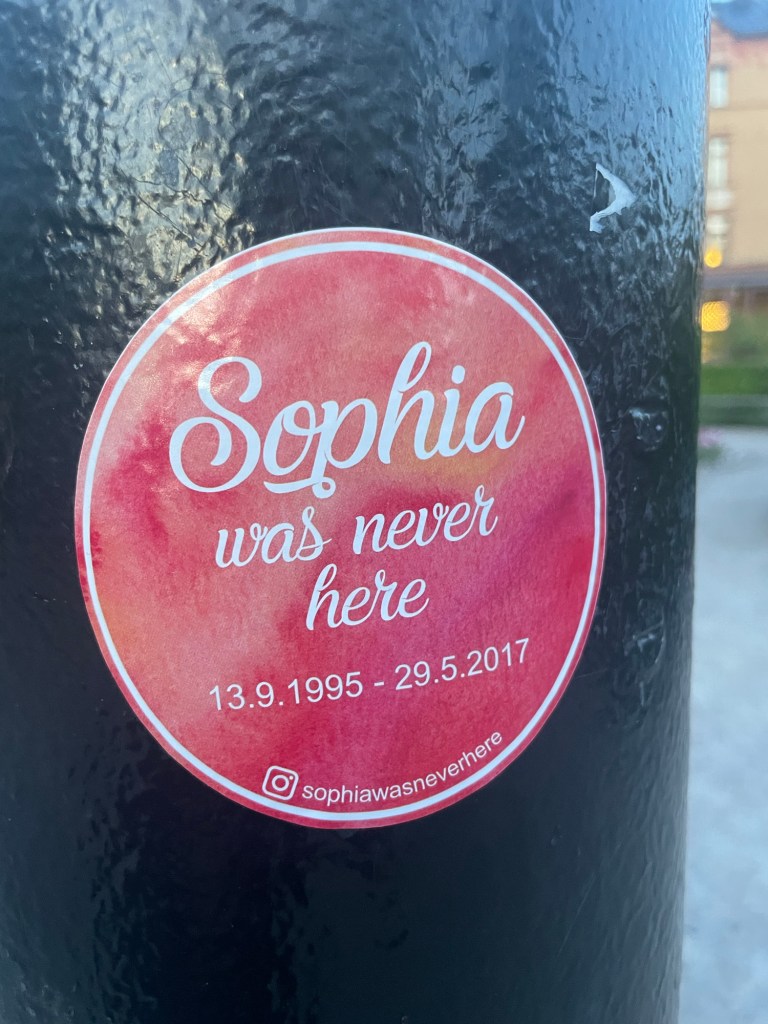 Sophia
was never
here
13.9.1995 - 29.5.2017
sophiawasneverhere